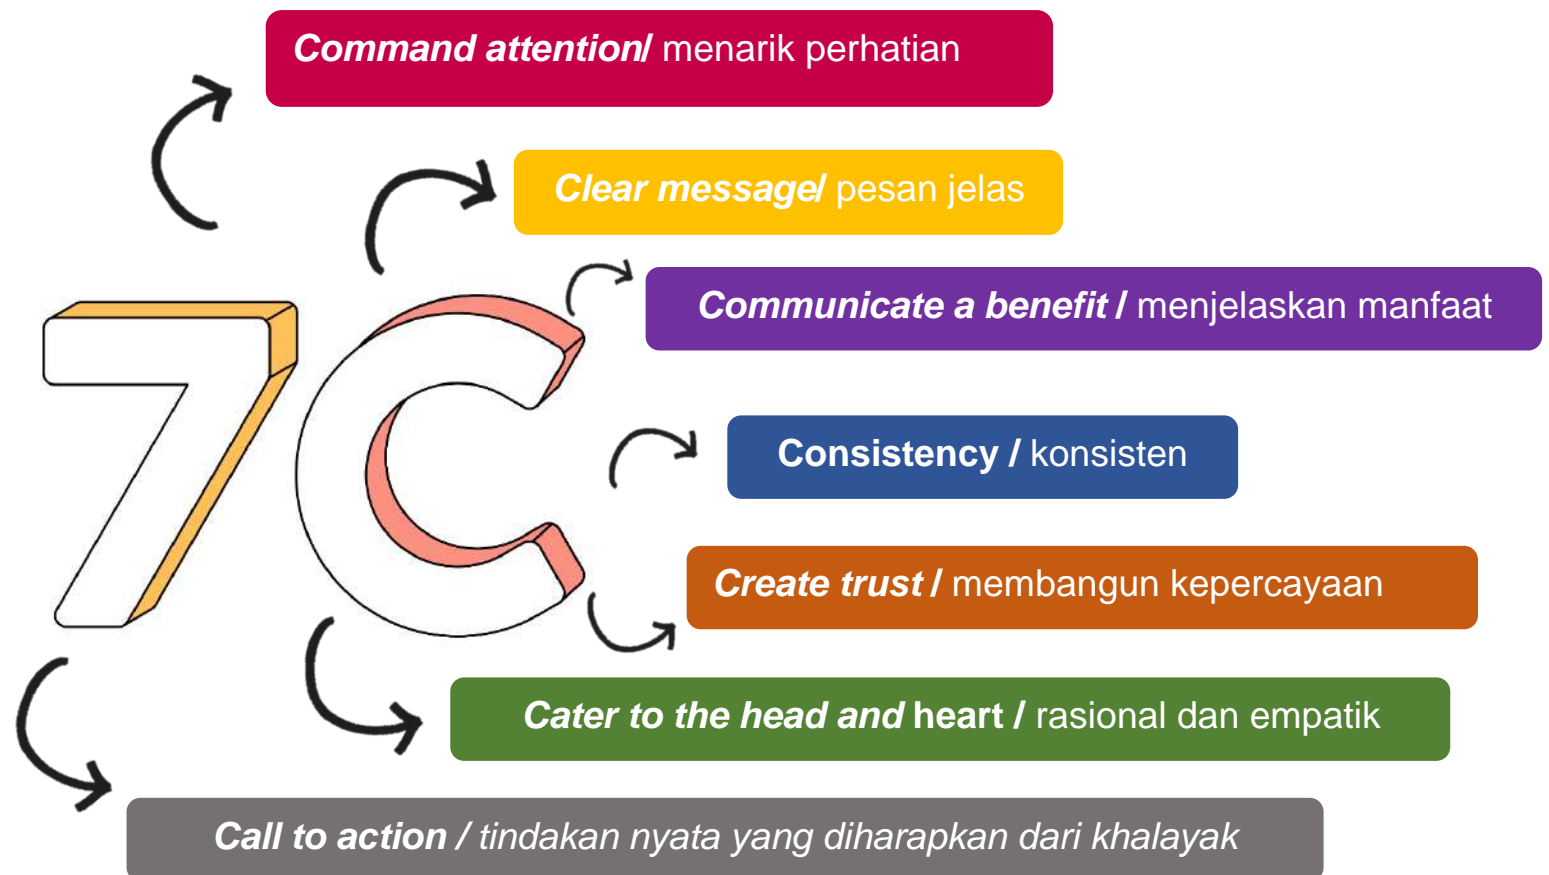 Command attention/ menarik perhatian
Clear message/ pesan jelas
7C
Communicate a benefit / menjelaskan manfaat
Consistency / konsisten
Create trust / membangun kepercayaan
Cater to the head and heart / rasional dan empatik
Call to action / tindakan nyata yang diharapkan dari khalayak